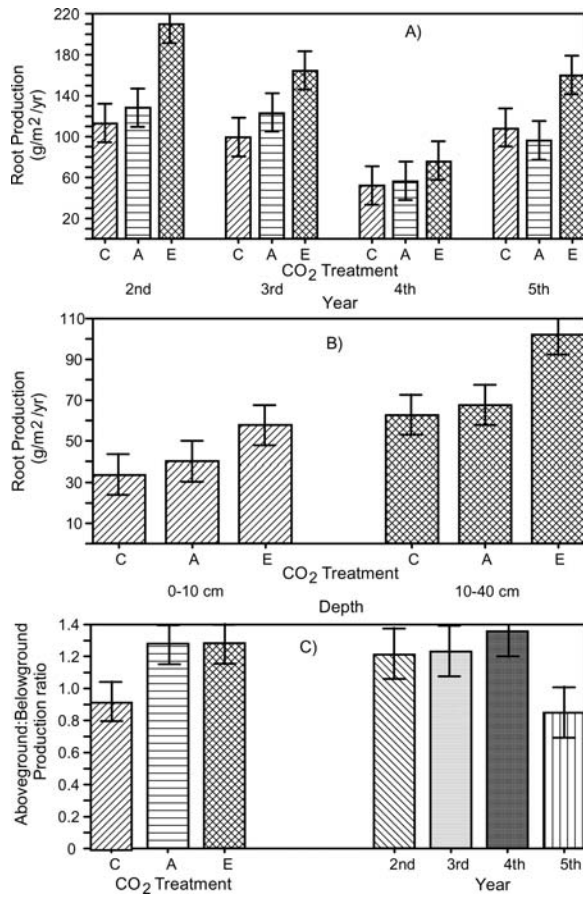 A)
Root Production
(g/m2/yr)
220
180
140
100
60
20
C A E C A E C A E C A E
CO2 Treatment
2nd 3rd 4th 5th
Year
B)
Root Production
(g/m2/yr)
110
90
70
50
30
10
C A E C A E
CO2 Treatment
0-10 cm 10-40 cm
Depth
C)
Aboveground:Belowground
Production ratio
1.4
1.2
1.0
0.8
0.6
0.4
0.2
0
C A E 2nd 3rd 4th 5th
CO2 Treatment Year